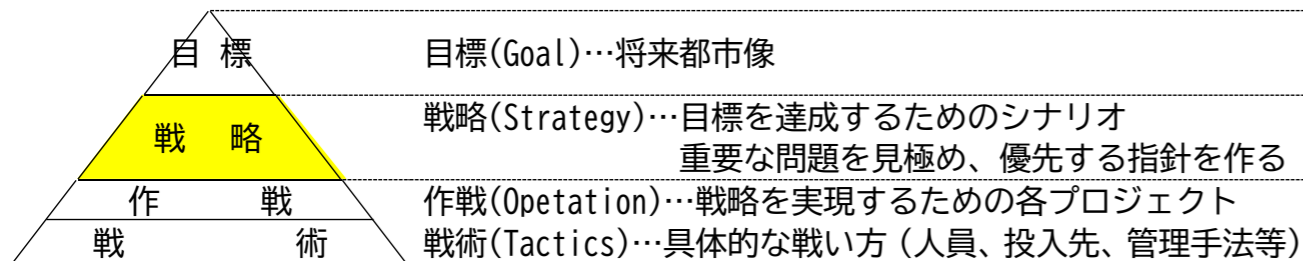 目標
目標(Goal)…将来都市像
戦略
戦略(Strategy)…目標を達成するためのシナリオ
重要な問題を見極め、優先する指針を作る
作戦
作戦(Opetation)…戦略を実現するための各プロジェクト
戦術
戦術(Tactics)…具体的な戦い方（人員、投入先、管理手法等）